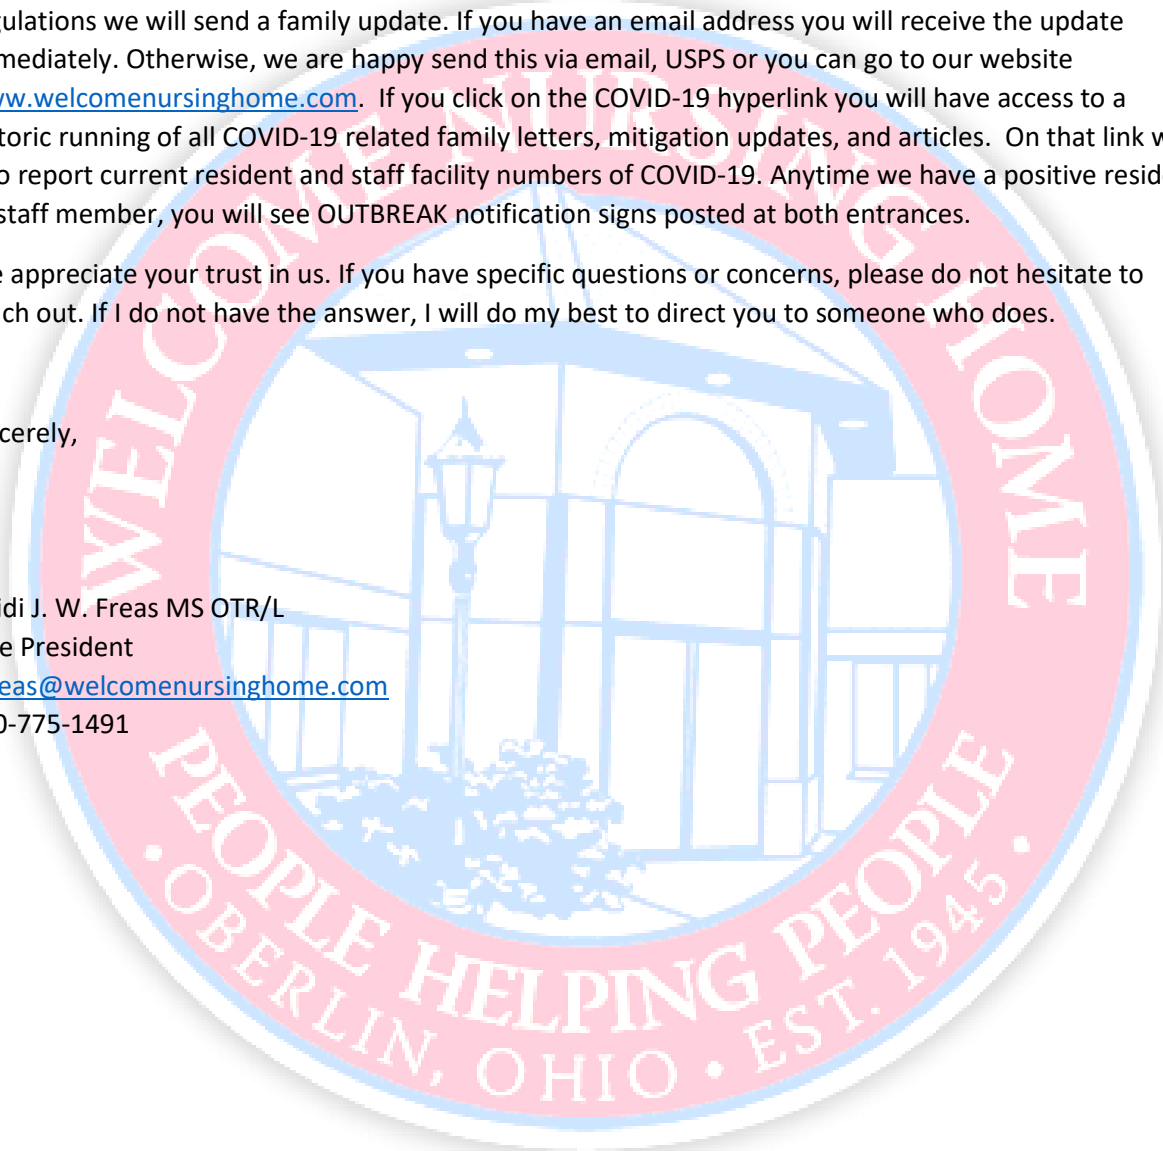 gulations we will send a family update. If you have an email address you will receive the update
mediately. Otherwise, we are happy send this via email, USPS or you can go to our website
ww.welcomenursinghome.com. If you click on the COVID-19 hyperlink you will have access to a
toric running of all COVID-19 related family letters, mitigation updates, and articles. On that link w
o report current resident and staff facility numbers of COVID-19. Anytime we have a positive reside
staff member, you will see OUTBREAK notification signs posted at both entrances.
e appreciate your trust in us. If you have specific questions or concerns, please do not hesitate to
ch out. If I do not have the answer, I will do my best to direct you to someone who does.
cerely,
idi J. W. Freas MS OTR/L
e President
eas@welcomenursinghome.com
0-775-1491
WELCOME NURSING HOME
PEOPLE HELPING PEOPLE
• OBERLIN, OHIO • EST. 1945 •